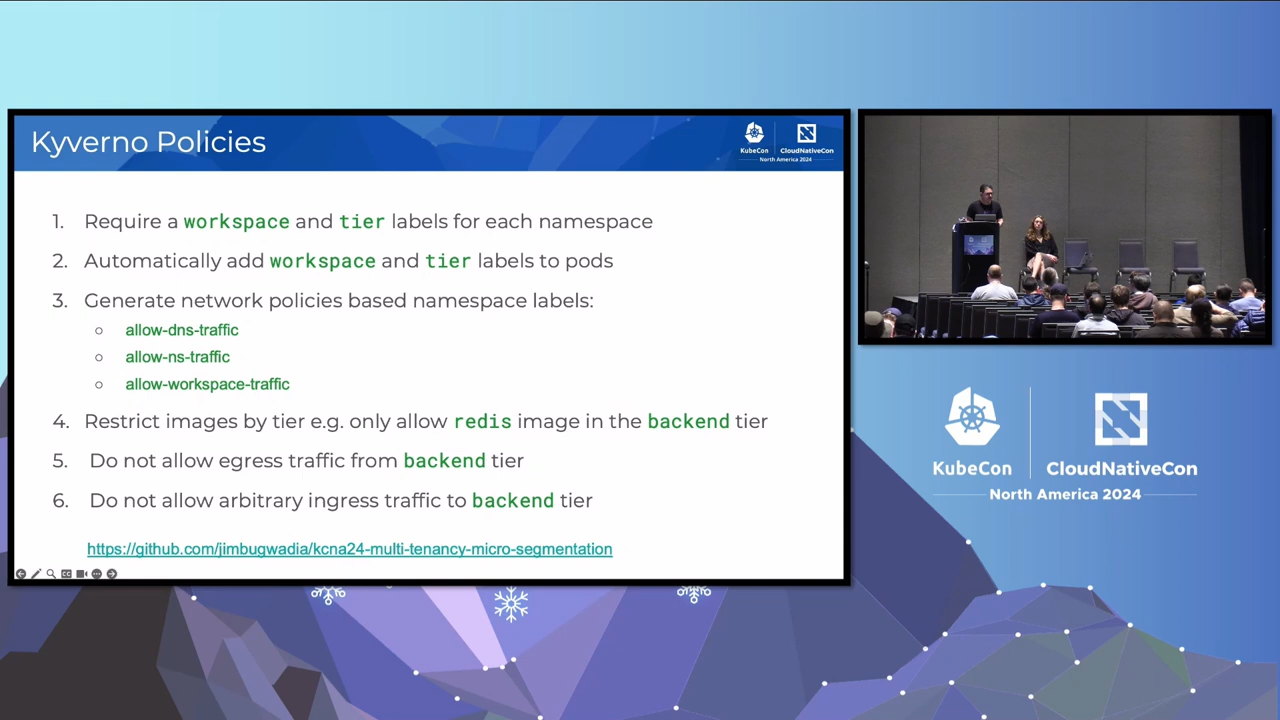 Kyverno Policies
KubeCon
CloudNativeCon
North America 2024
1. Require a workspace and tier labels for each namespace
2. Automatically add workspace and tier labels to pods
3. Generate network policies based namespace labels:
○ allow-dns-traffic
○ allow-ns-traffic
○ allow-workspace-traffic
4. Restrict images by tier e.g. only allow redis image in the backend tier
5. Do not allow egress traffic from backend tier
6. Do not allow arbitrary ingress traffic to backend tier
https://github.com/jimbugwadia/kcna24-multi-tenancy-micro-segmentation
KubeCon
CloudNativeCon
North America 2024